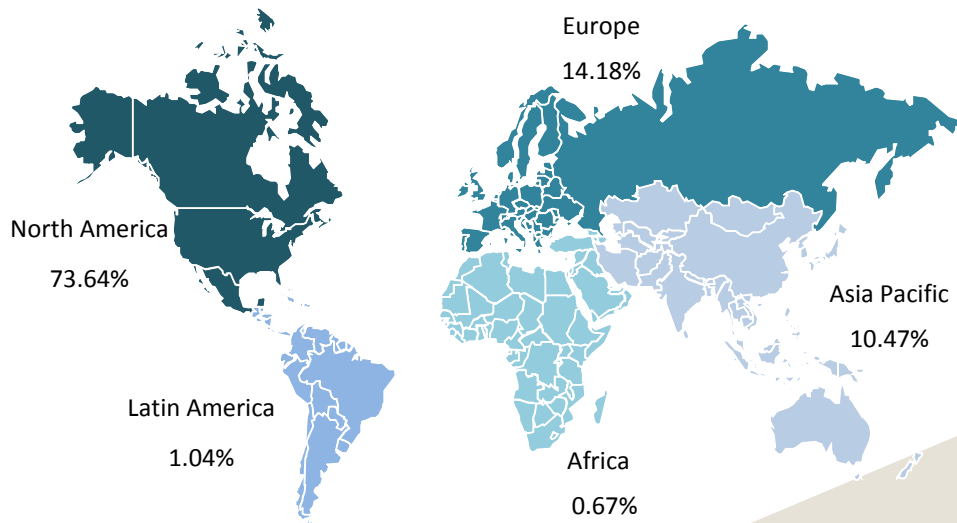 Europe
14.18%
North America
73.64%
Asia Pacific
10.47%
Latin America
1.04%
Africa
0.67%